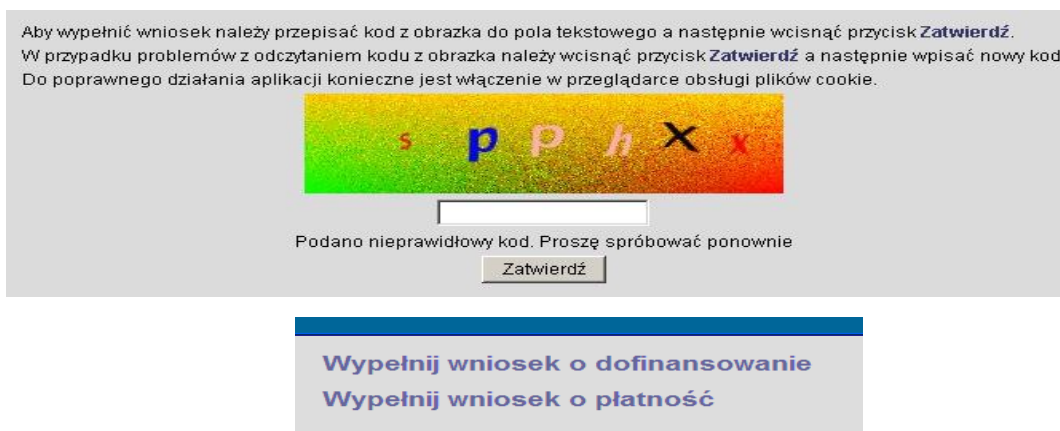 Aby wypełnić wniosek należy przepisać kod z obrazka do pola tekstowego a następnie wcisnąć przycisk Zatwierdź.
W przypadku problemów z odczytaniem kodu z obrazka należy wcisnąć przycisk Zatwierdź a następnie wpisać nowy kod
Do poprawnego działania aplikacji konieczne jest włączenie w przeglądarce obsługi plików cookie.
s p p h x x
Podano nieprawidłowy kod. Proszę spróbować ponownie
Zatwierdź
Wypełnij wniosek o dofinansowanie
Wypełnij wniosek o płatność